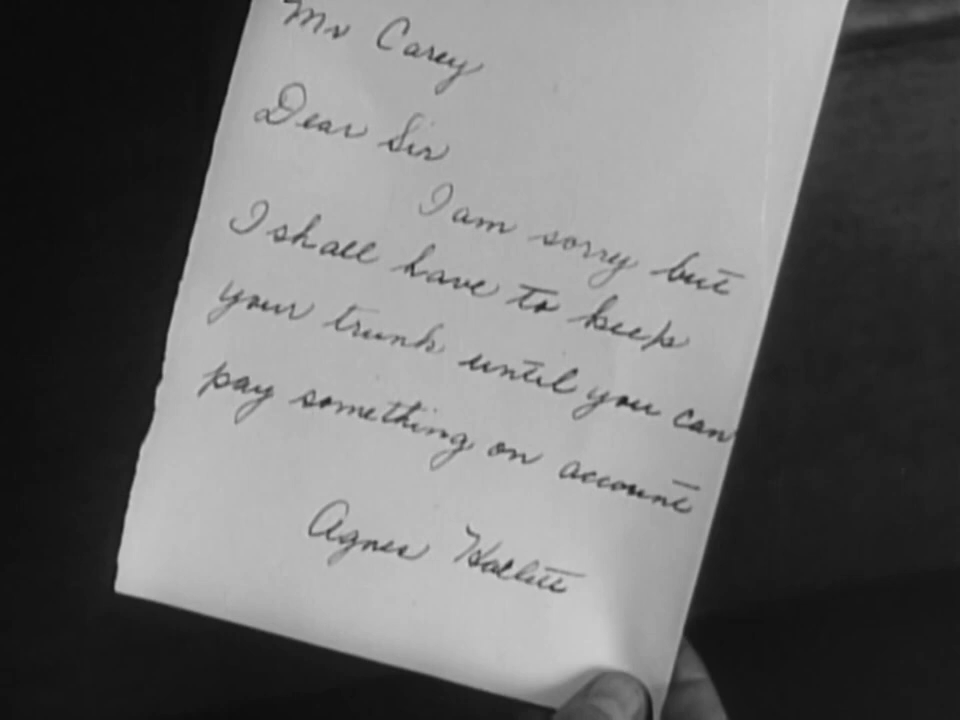 Mr Carey
Dear Sir
I am sorry but
I shall have to keep
your trunk until you can
pay something on account
Agnes Hollett